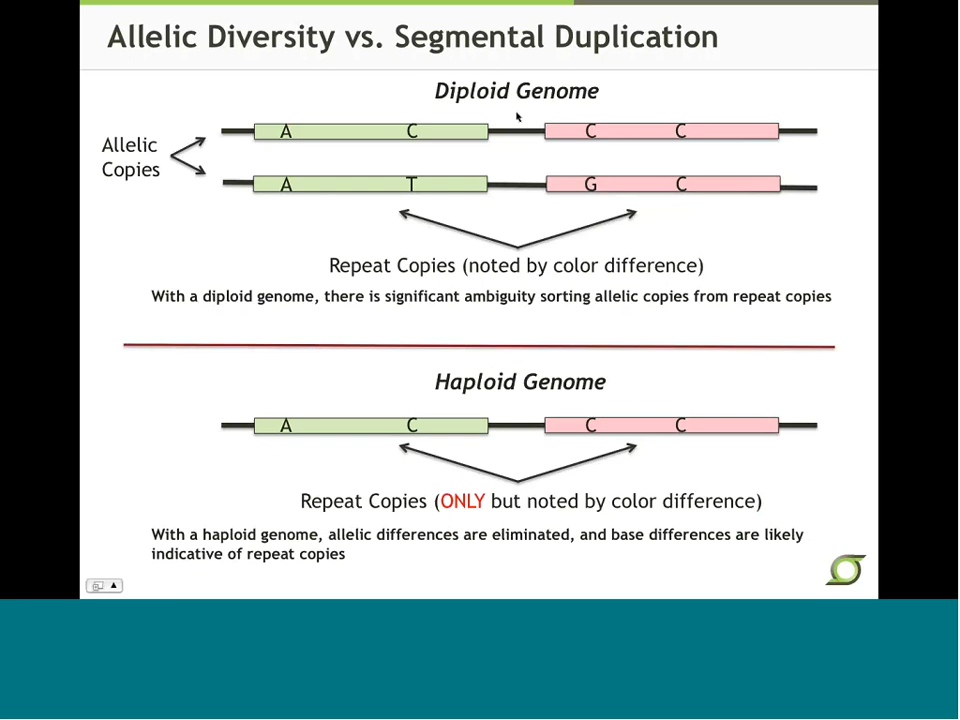 Allelic Diversity vs. Segmental Duplication
Diploid Genome
A C C C
Allelic
Copies
A T G C
Repeat Copies (noted by color difference)
With a diploid genome, there is significant ambiguity sorting allelic copies from repeat copies
Haploid Genome
A C C C
Repeat Copies (ONLY but noted by color difference)
With a haploid genome, allelic differences are eliminated, and base differences are likely
indicative of repeat copies